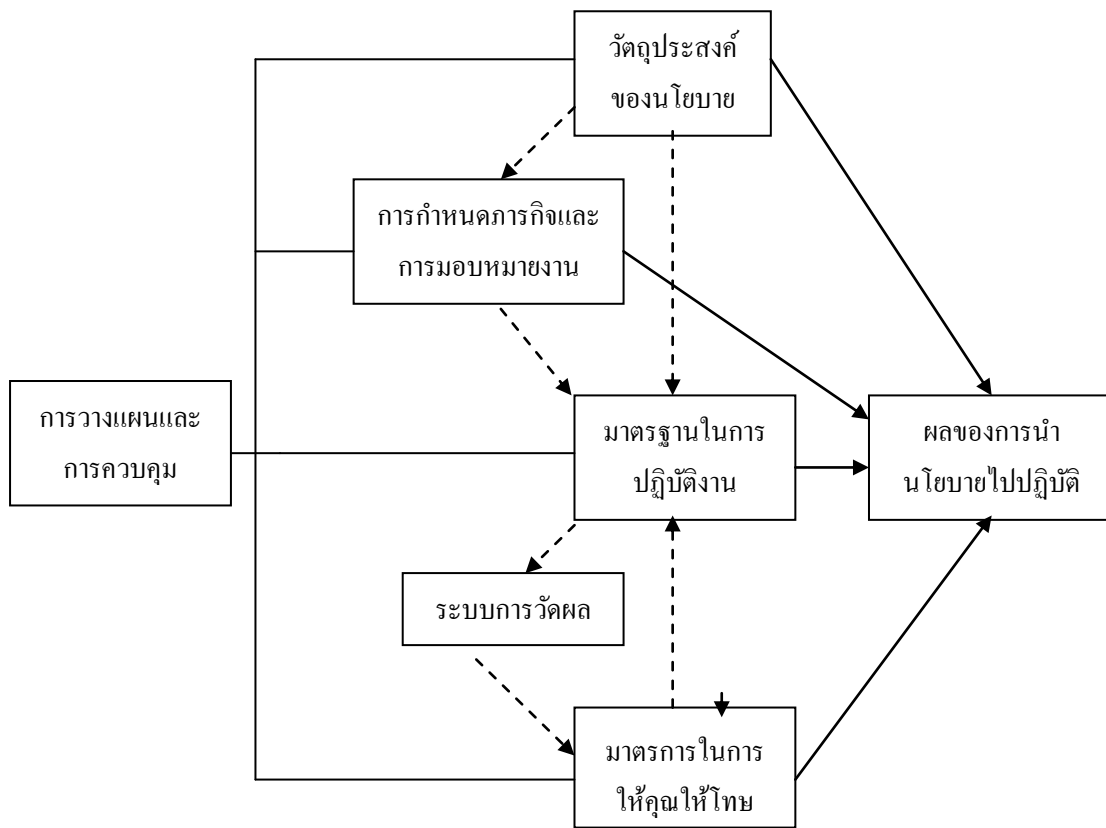 วัตถุประสงค์
ของนโยบาย
การกำหนดภารกิจและ
การมอบหมายงาน
การวางแผนและ
การควบคุม
มาตรฐานในการ
ปฏิบัติงาน
ผลของการนำ
นโยบายไปปฏิบัติ
ระบบการวัดผล
มาตรการในการ
ให้คุณให้โทษ